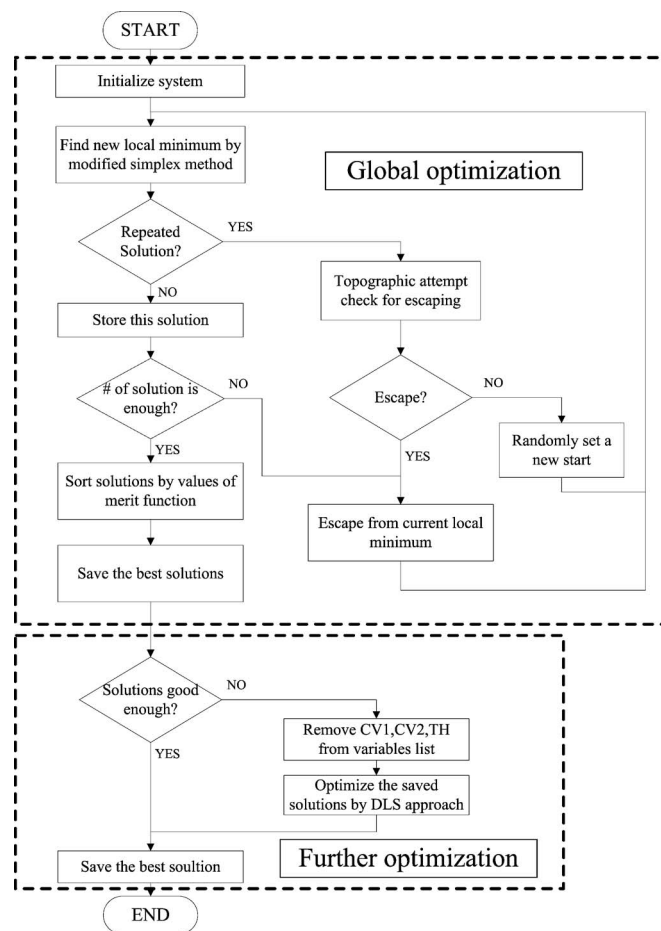 START
Initialize system
Find new local minimum by
modified simplex method
Global optimization
Repeated
Solution?
YES
NO
Topographic attempt
check for escaping
Store this solution
# of solution is
enough?
NO
YES
Escape?
NO
YES
Randomly set a
new start
Sort solutions by values of
merit function
Escape from current local
minimum
Save the best solutions
Solutions good
enough?
NO
YES
Remove CV1,CV2,TH
from variables list
Optimize the saved
solutions by DLS approach
Save the best soultion
Further optimization
END